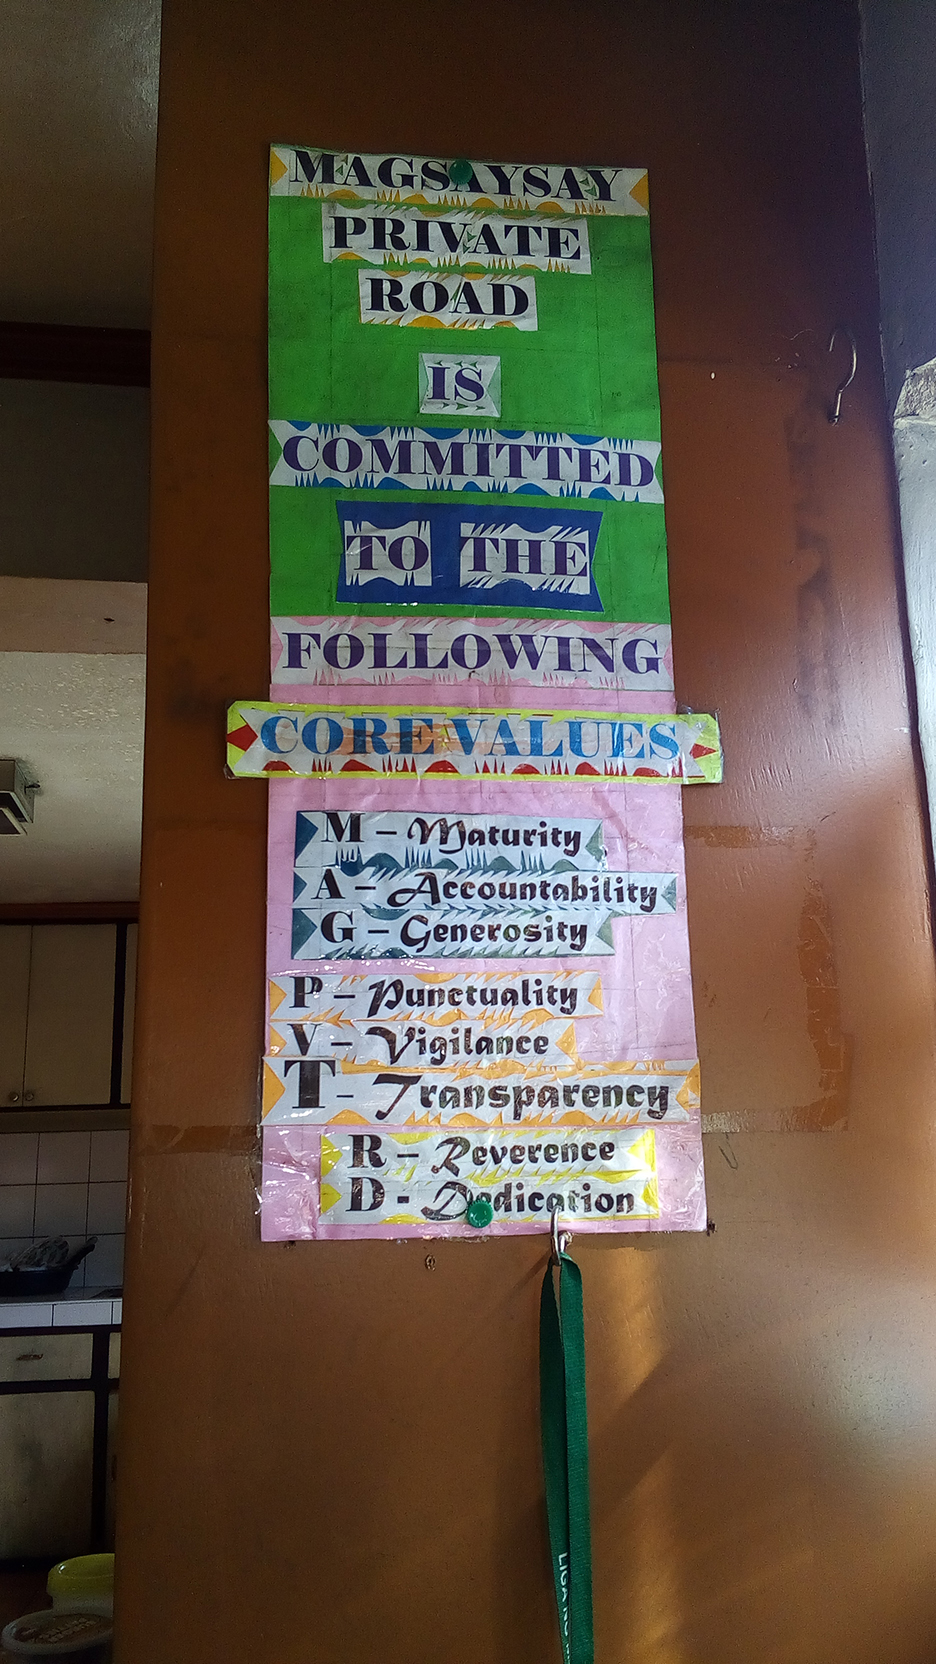 MAGSAYSAY
PRIVATE
ROAD
IS
COMMITTED
TO THE
FOLLOWING
CORE VALUES
M – Maturity
A – Accountability
G – Generosity
P – Punctuality
V – Vigilance
T - Transparency
R – Reverence
D - Dedication
LIGA